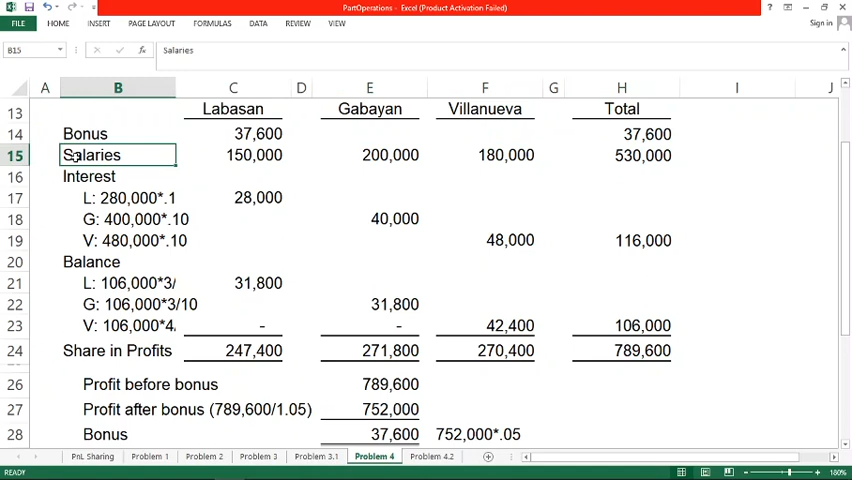 PartOperations - Excel (Product Activation Failed)
Sign in
FILE HOME INSERT PAGE LAYOUT FORMULAS DATA REVIEW VIEW
B15 fx Salaries
A B C D E F G H I J
13 Labasan Gabayan Villanueva Total
14 Bonus 37,600 37,600
15 Salaries 150,000 200,000 180,000 530,000
16 Interest
17 L: 280,000*.1 28,000
18 G: 400,000*.10 40,000
19 V: 480,000*.10 48,000 116,000
20 Balance
21 L: 106,000*3/ 31,800
22 G: 106,000*3/10 31,800
23 V: 106,000*4/ - - 42,400 106,000
24 Share in Profits 247,400 271,800 270,400 789,600
26 Profit before bonus 789,600
27 Profit after bonus (789,600/1.05) 752,000
28 Bonus 37,600 752,000*.05
PnL Sharing Problem 1 Problem 2 Problem 3 Problem 3.1 Problem 4 Problem 4.2
READY 180%